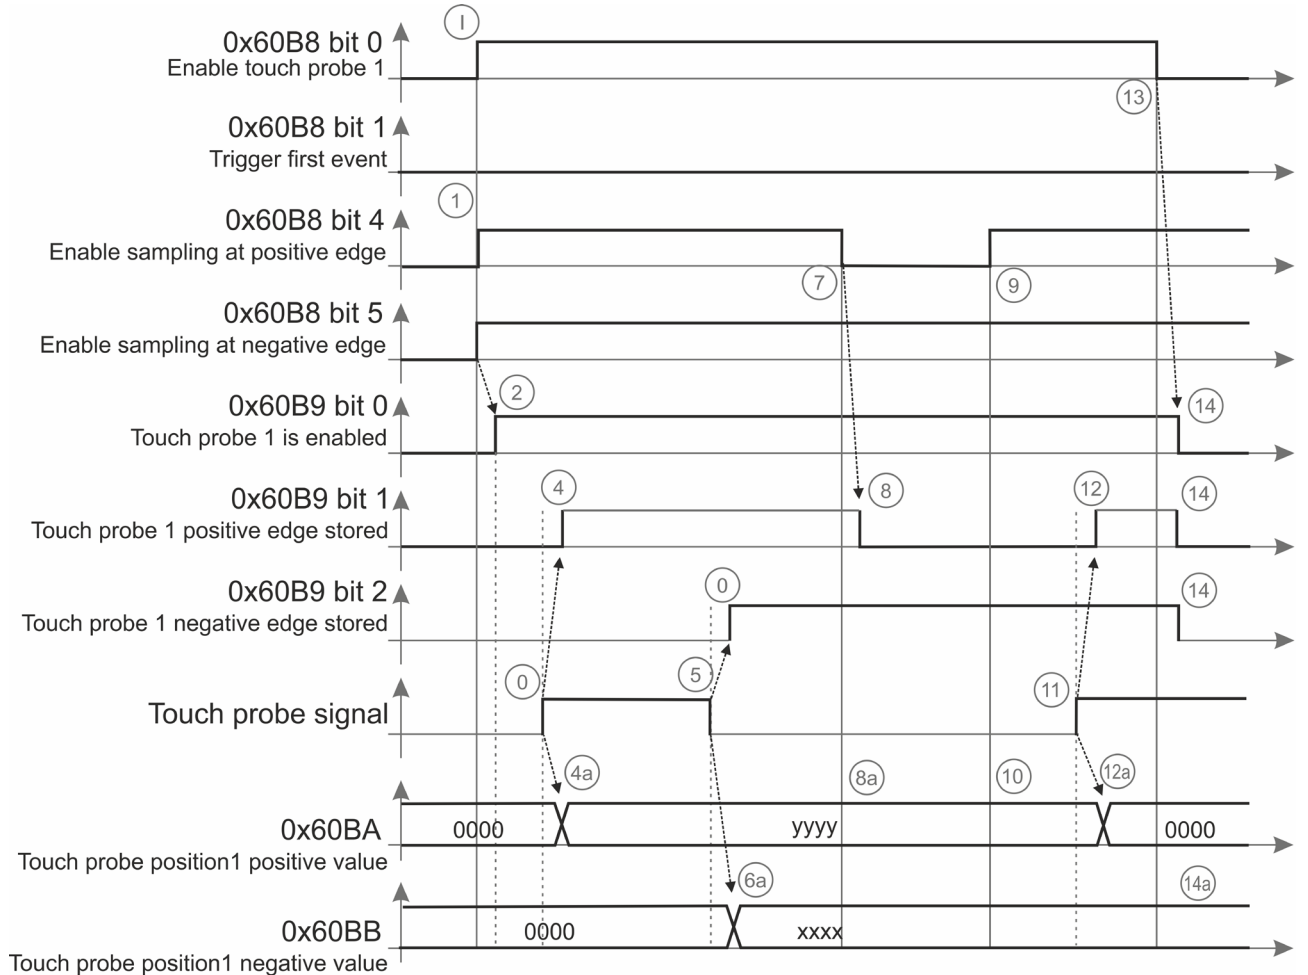 I
0x60B8 bit 0
Enable touch probe 1
13
0x60B8 bit 1
Trigger first event
1
0x60B8 bit 4
Enable sampling at positive edge
7
9
0x60B8 bit 5
Enable sampling at negative edge
2
0x60B9 bit 0
14
Touch probe 1 is enabled
4
8
12
14
0x60B9 bit 1
Touch probe 1 positive edge stored
0
14
0x60B9 bit 2
Touch probe 1 negative edge stored
0
5
11
Touch probe signal
4a
8a
10
12a
0x60BA
0000
yyyy
0000
Touch probe position1 positive value
6a
14a
0x60BB
0000
xxxx
Touch probe position1 negative value